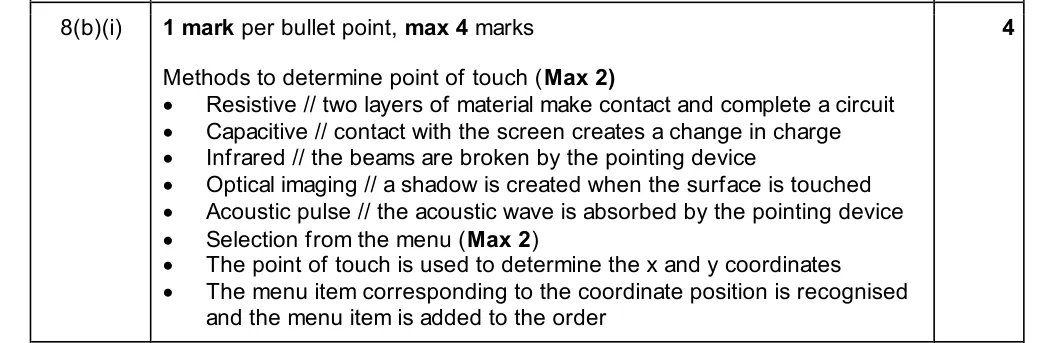 8(b)(i)
1 mark per bullet point, max 4 marks
4
Methods to determine point of touch (Max 2)
• Resistive // two layers of material make contact and complete a circuit
• Capacitive // contact with the screen creates a change in charge
• Infrared // the beams are broken by the pointing device
• Optical imaging // a shadow is created when the surface is touched
• Acoustic pulse // the acoustic wave is absorbed by the pointing device
• Selection from the menu (Max 2)
• The point of touch is used to determine the x and y coordinates
• The menu item corresponding to the coordinate position is recognised
and the menu item is added to the order